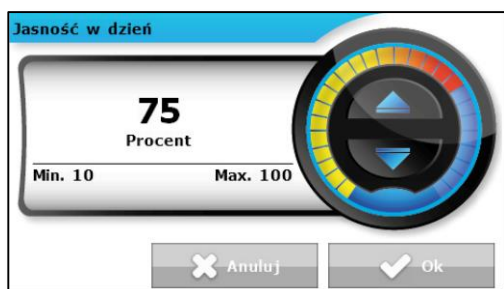 Jasność w dzień
75
Procent
Min. 10 Max. 100
Anuluj Ok